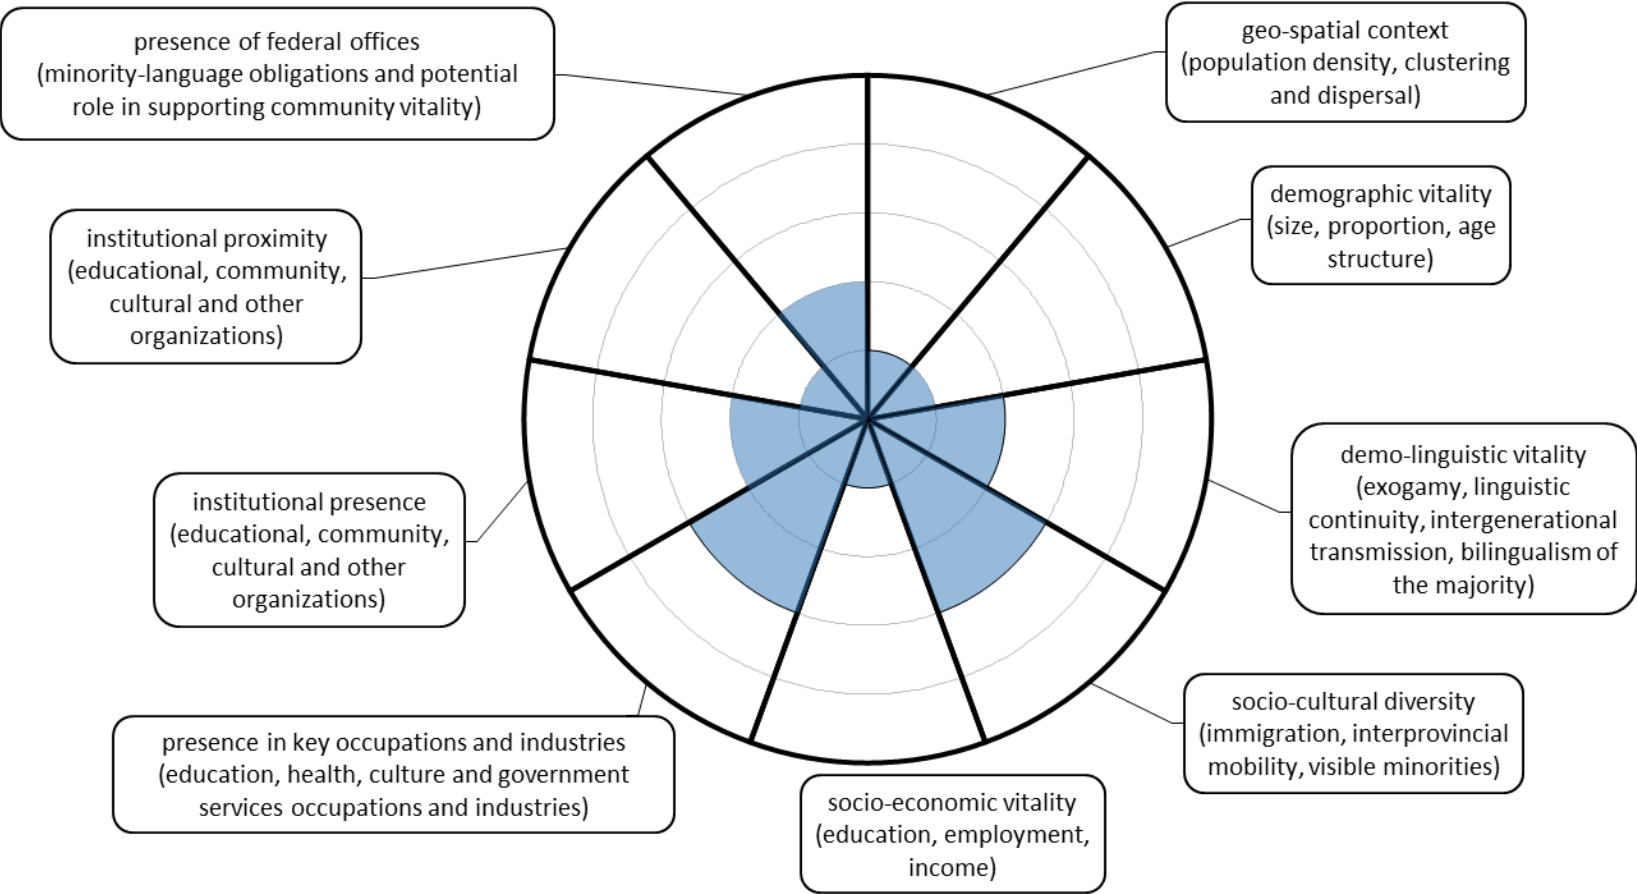 presence of federal offices
(minority-language obligations and potential
role in supporting community vitality)
geo-spatial context
(population density, clustering
and dispersal)
demographic vitality
(size, proportion, age
structure)
institutional proximity
(educational, community,
cultural and other
organizations)
demo-linguistic vitality
(exogamy, linguistic
continuity, intergenerational
transmission, bilingualism of
the majority)
institutional presence
(educational, community,
cultural and other
organizations)
socio-cultural diversity
(immigration, interprovincial
mobility, visible minorities)
presence in key occupations and industries
(education, health, culture and government
services occupations and industries)
socio-economic vitality
(education, employment,
income)